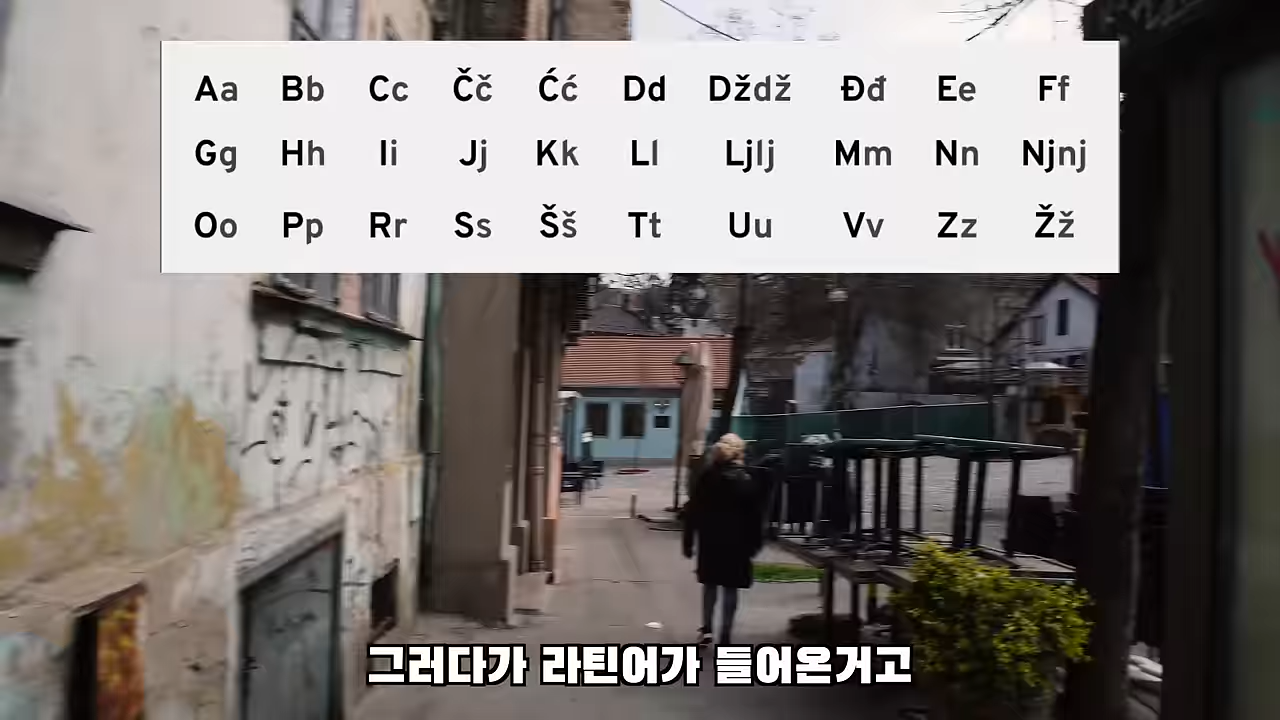 Aa Bb Cc Čč Ćć Dd Dždž Đđ Ee Ff
Gg Hh Ii Jj Kk Ll Ljlj Mm Nn Njnj
Oo Pp Rr Ss Šš Tt Uu Vv Zz Žž
그러다가 라틴어가 들어온거고